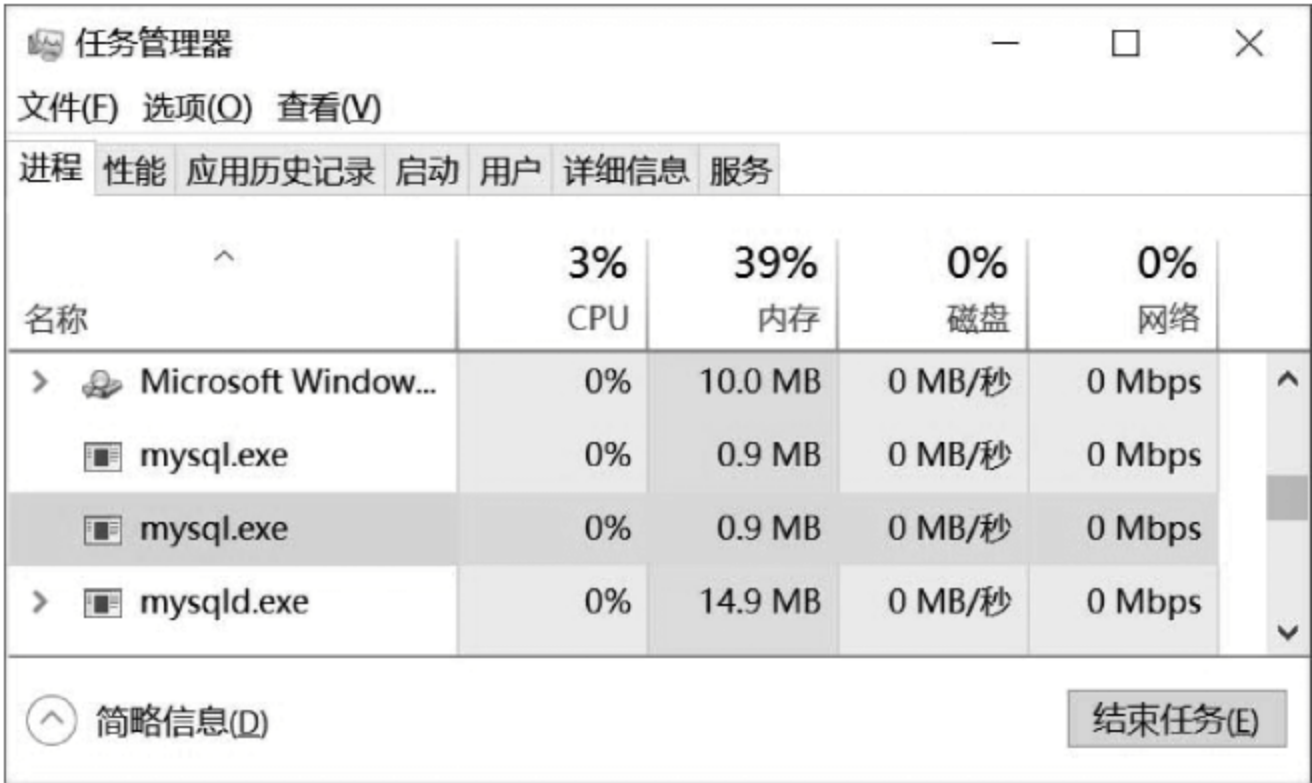 任务管理器
文件(F) 选项(O) 查看(V)
进程 性能 应用历史记录 启动 用户 详细信息 服务
3% 39% 0% 0%
名称 CPU 内存 磁盘 网络
Microsoft Window... 0% 10.0 MB 0 MB/秒 0 Mbps
mysql.exe 0% 0.9 MB 0 MB/秒 0 Mbps
mysql.exe 0% 0.9 MB 0 MB/秒 0 Mbps
mysqld.exe 0% 14.9 MB 0 MB/秒 0 Mbps
简略信息(D) 结束任务(E)